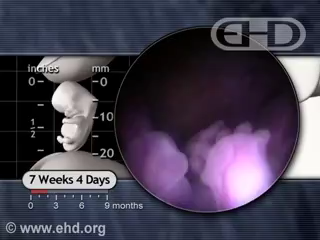 EHD
inches mm
0 0
10
1/2
20
7 Weeks 4 Days
0 3 6 9 months
© www.ehd.org